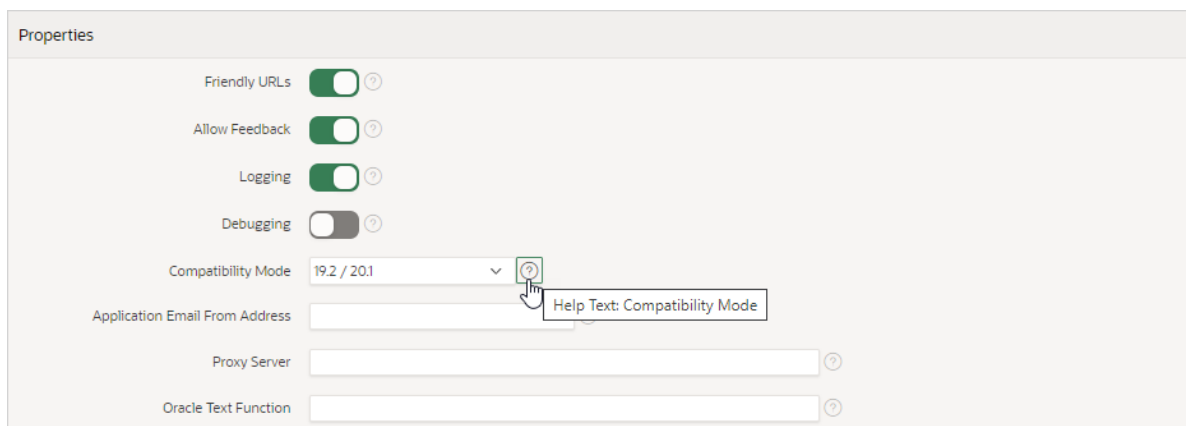 Properties
Friendly URLs
Allow Feedback
Logging
Debugging
Compatibility Mode 19.2 / 20.1
Help Text: Compatibility Mode
Application Email From Address
Proxy Server
Oracle Text Function